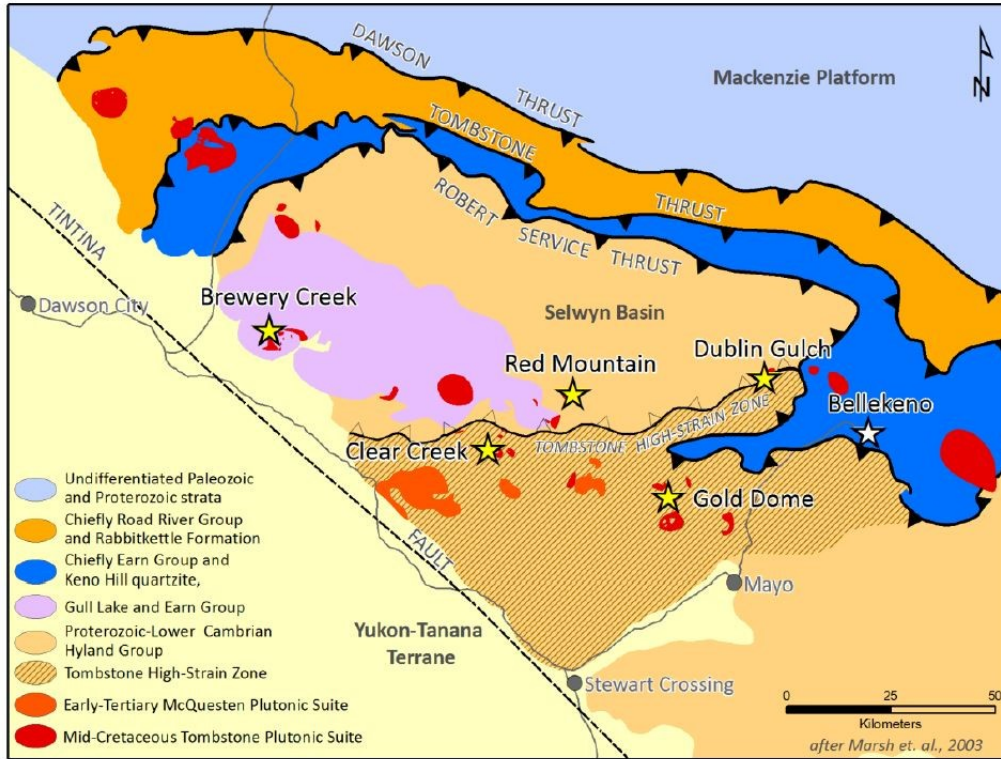 DAWSON
THRUST
Mackenzie Platform
N
TOMBSTONE
THRUST
ROBERT SERVICE THRUST
TINTINA
Dawson City
Brewery Creek
Selwyn Basin
Red Mountain
Dublin Gulch
Bellekeno
TOMBSTONE HIGH-STRAIN ZONE
Clear Creek
Gold Dome
FAULT
Mayo
Yukon-Tanana
Terrane
Stewart Crossing
Undifferentiated Paleozoic
and Proterozoic strata
Chiefly Road River Group
and Rabbitkettle Formation
Chiefly Earn Group and
Keno Hill quartzite,
Gull Lake and Earn Group
Proterozoic-Lower Cambrian
Hyland Group
Tombstone High-Strain Zone
Early-Tertiary McQuesten Plutonic Suite
Mid-Cretaceous Tombstone Plutonic Suite
0 25 50
Kilometers
after Marsh et. al., 2003